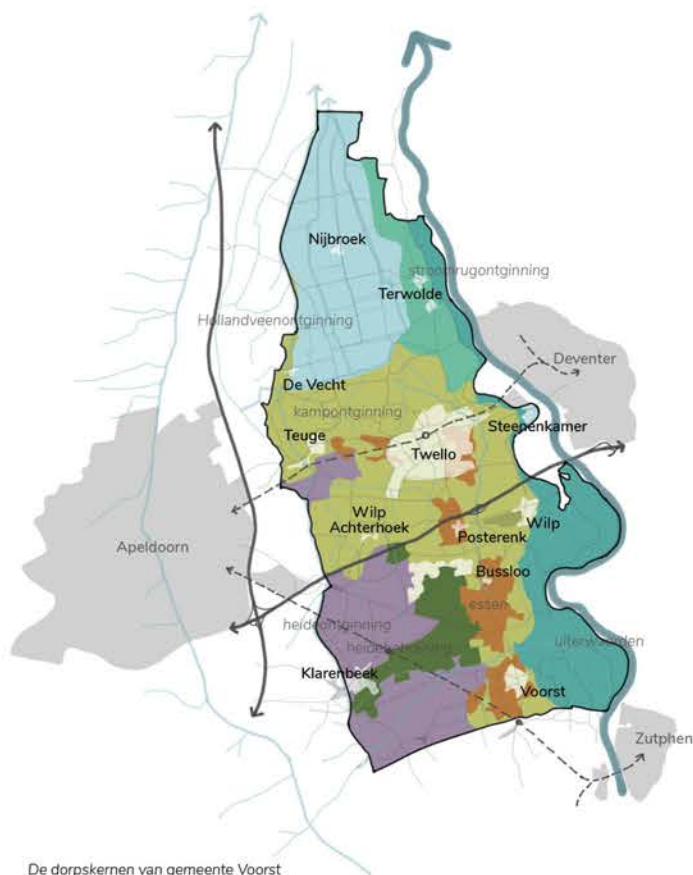 Nijbroek
stroomrugontginning
Terwolde
Hollandveenontginning
Deventer
De Vecht
kampontginning
Steenenkamer
Teuge
Twello
Wilp
Achterhoek
Wilp
Posterenk
Apeldoorn
Bussloo
essen
heideontginning
uiterwaarden
heidebebossing
Klarenbeek
Voorst
Zutphen
De dorpskernen van gemeente Voorst